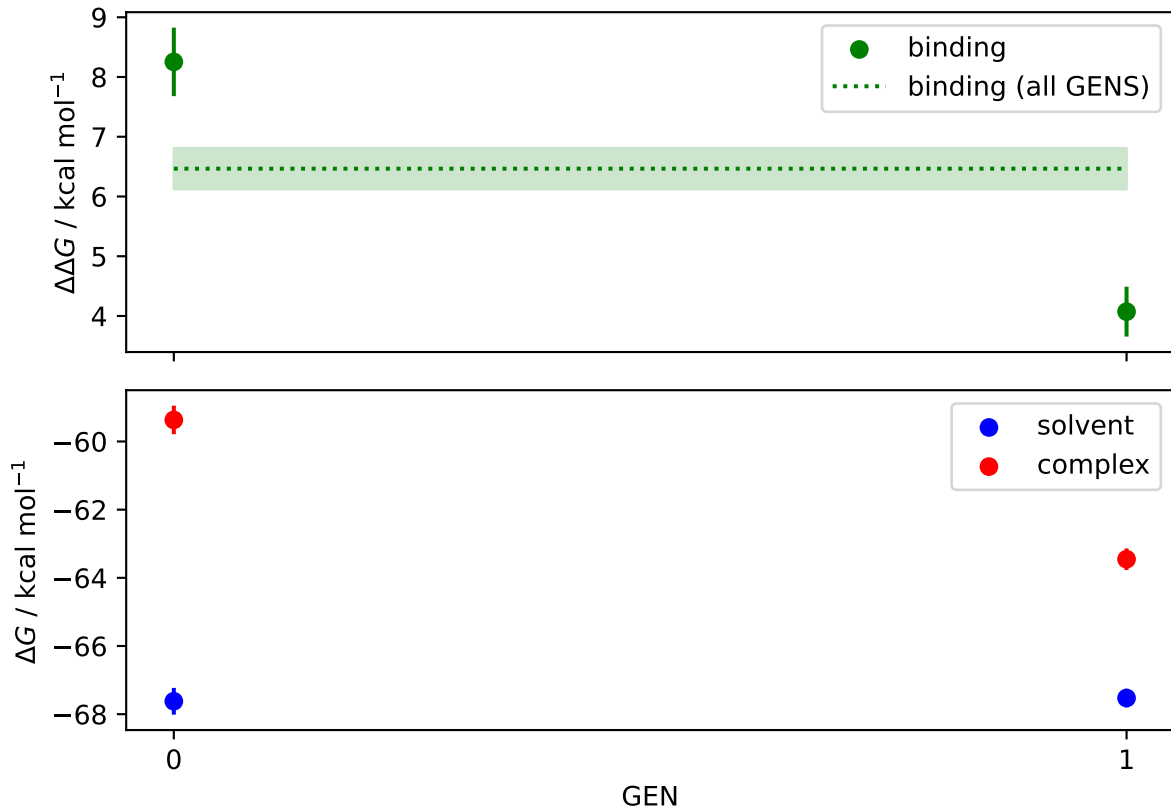 9
8
7
6
5
4
ΔΔG / kcal mol⁻¹
binding
binding (all GENS)
−60
−62
−64
−66
−68
ΔG / kcal mol⁻¹
solvent
complex
0
1
GEN